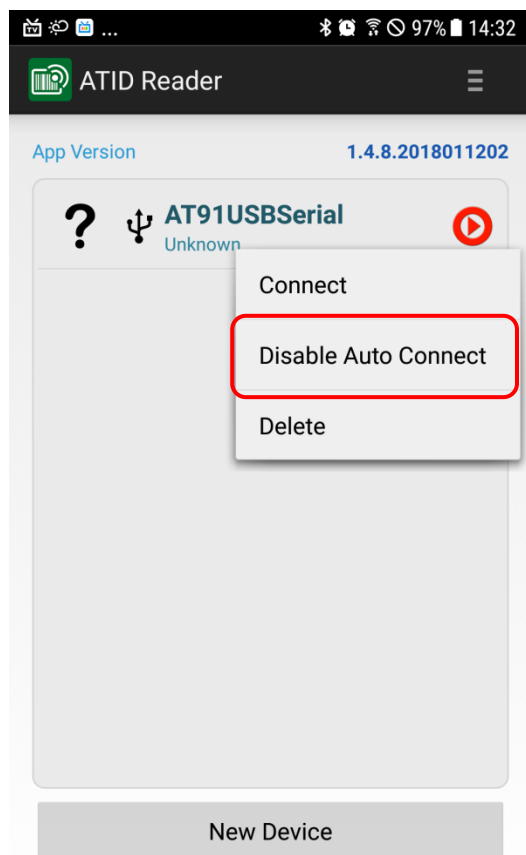 ... 97% 14:32
ATID Reader
App Version 1.4.8.2018011202
AT91USBSerial
Unknown
Connect
Disable Auto Connect
Delete
New Device